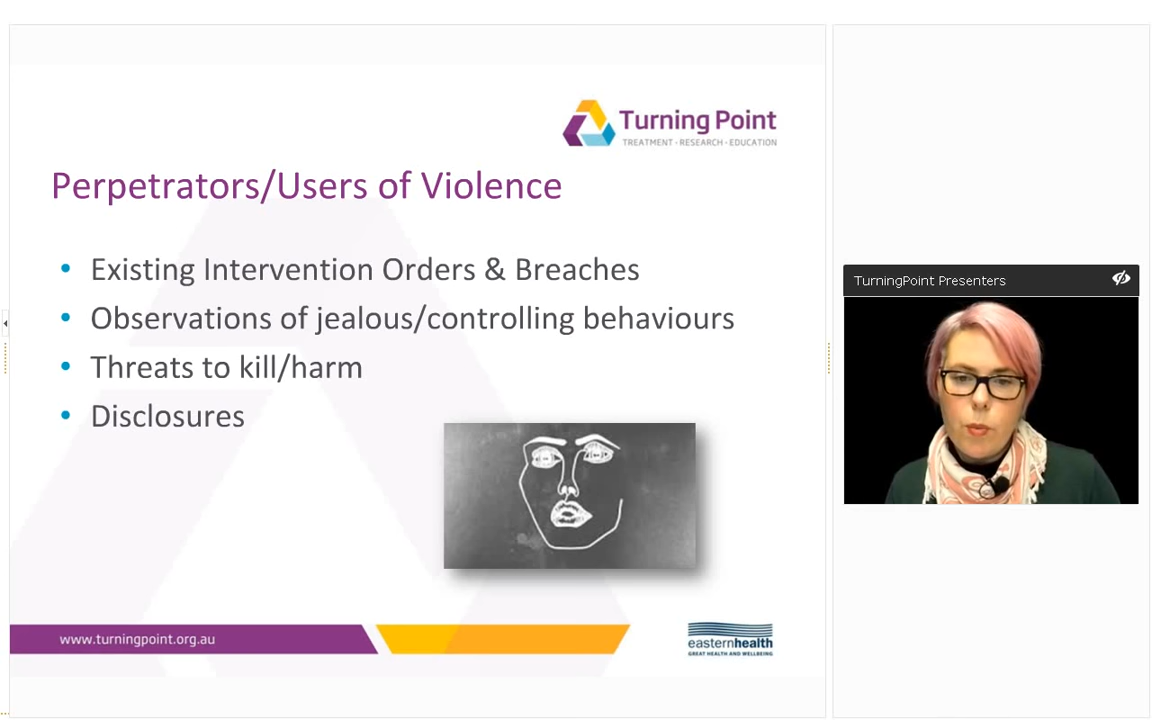 Turning Point
TREATMENT • RESEARCH • EDUCATION
Perpetrators/Users of Violence
• Existing Intervention Orders & Breaches
• Observations of jealous/controlling behaviours
• Threats to kill/harm
• Disclosures
www.turningpoint.org.au
easternhealth
GREAT HEALTH AND WELLBEING
TurningPoint Presenters